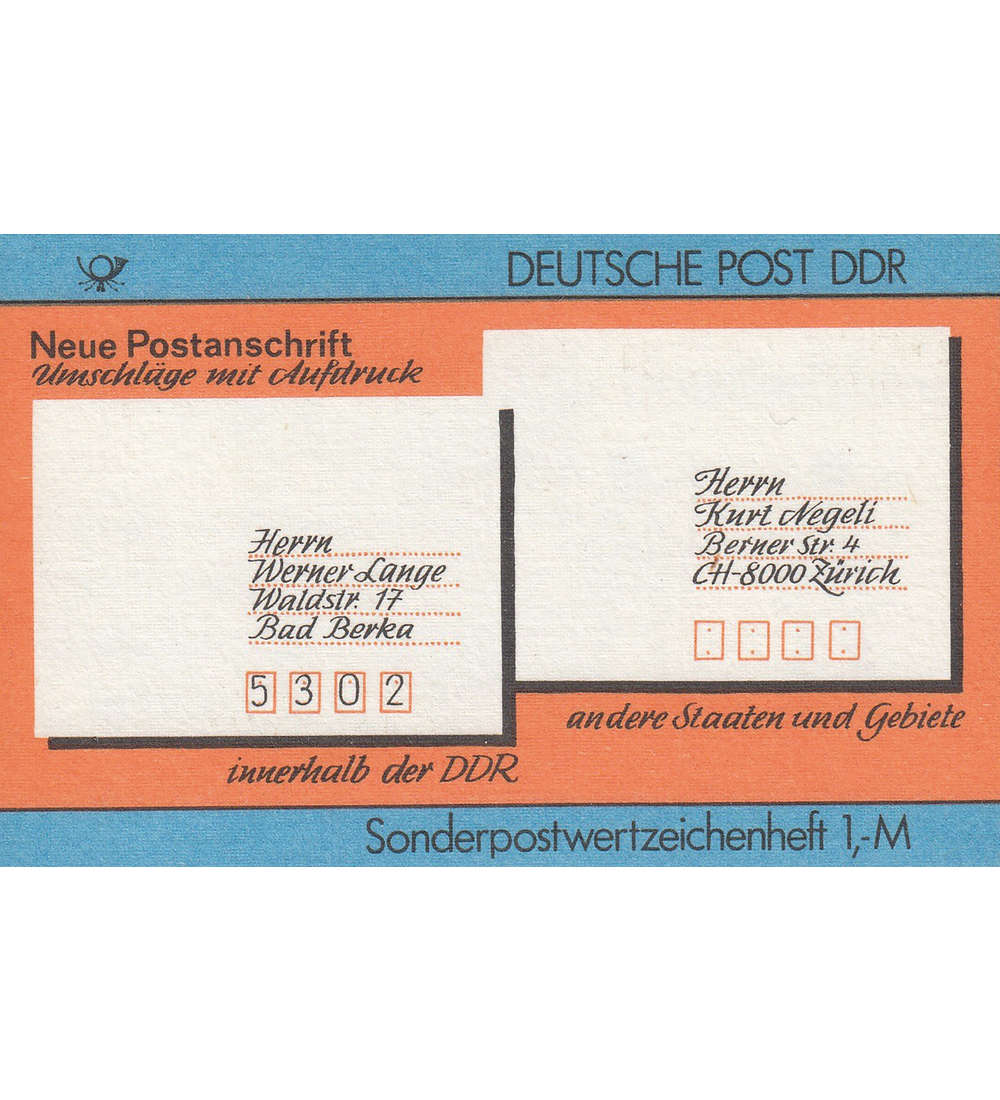 DEUTSCHE POST DDR
Neue Postanschrift
Umschläge mit Aufdruck
Herrn
Werner Lange
Waldstr. 17
Bad Berka
5302
innerhalb der DDR
Herrn
Kurt Negeli
Berner Str. 4
CH-8000 Zürich
andere Staaten und Gebiete
Sonderpostwertzeichenheft 1,-M